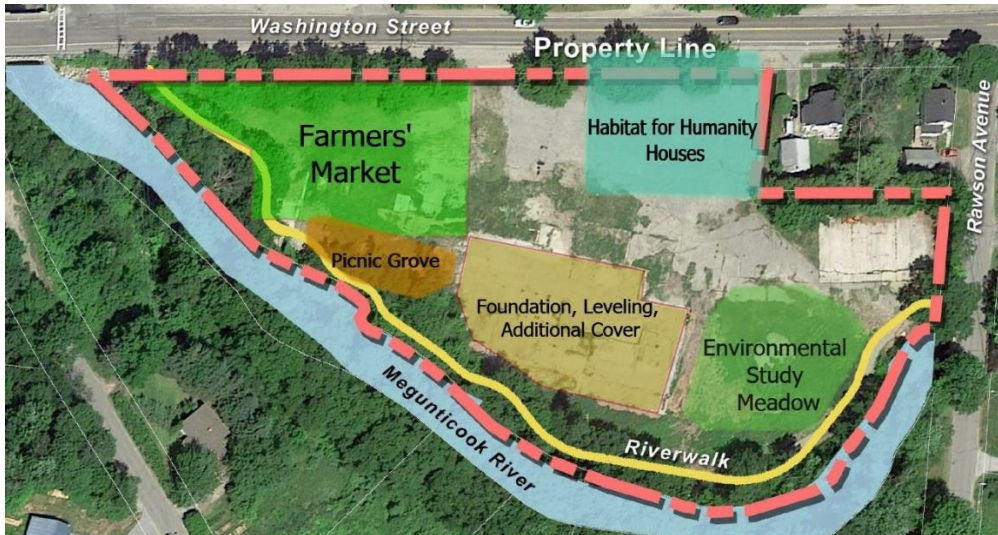 Washington Street
Property Line
Farmers'
Market
Habitat for Humanity
Houses
Rawson Avenue
Picnic Grove
Foundation, Leveling,
Additional Cover
Environmental
Study
Meadow
Megunticook River
Riverwalk